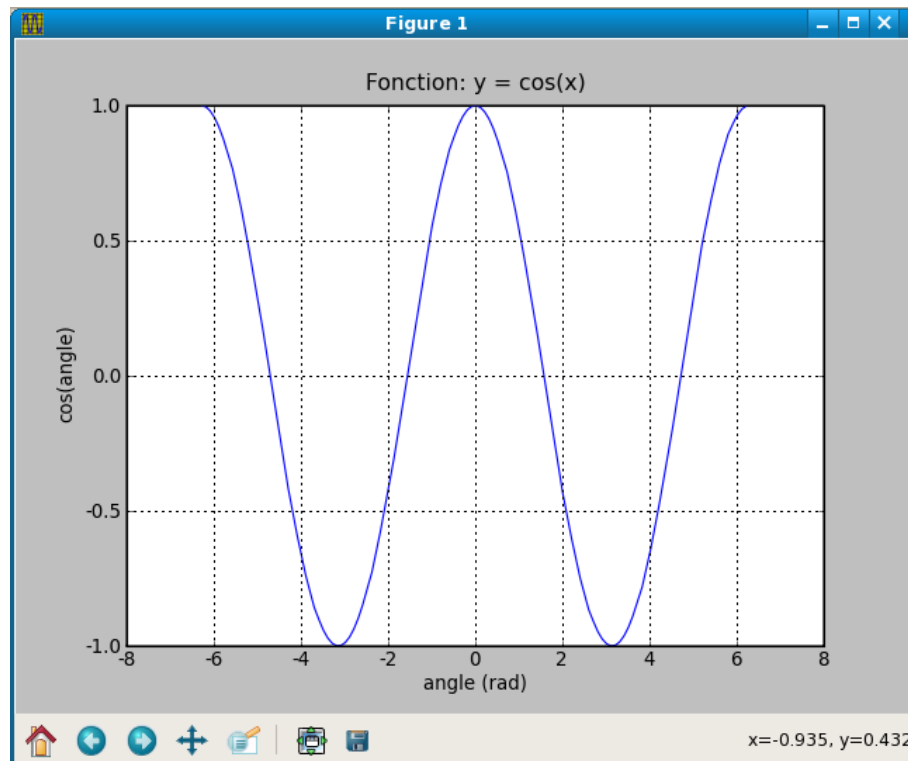 Figure 1
Fonction: y = cos(x)
1.0
0.5
0.0
-0.5
-1.0
cos(angle)
-8 -6 -4 -2 0 2 4 6 8
angle (rad)
x=-0.935, y=0.432